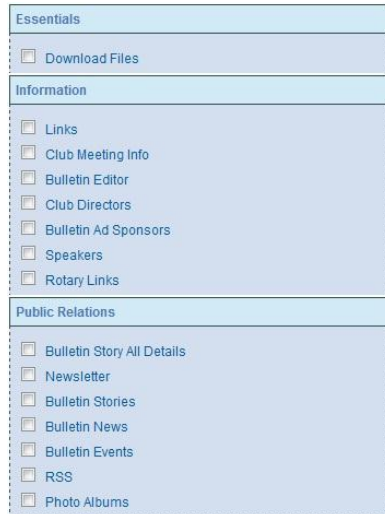 Essentials
Download Files
Information
Links
Club Meeting Info
Bulletin Editor
Club Directors
Bulletin Ad Sponsors
Speakers
Rotary Links
Public Relations
Bulletin Story All Details
Newsletter
Bulletin Stories
Bulletin News
Bulletin Events
RSS
Photo Albums